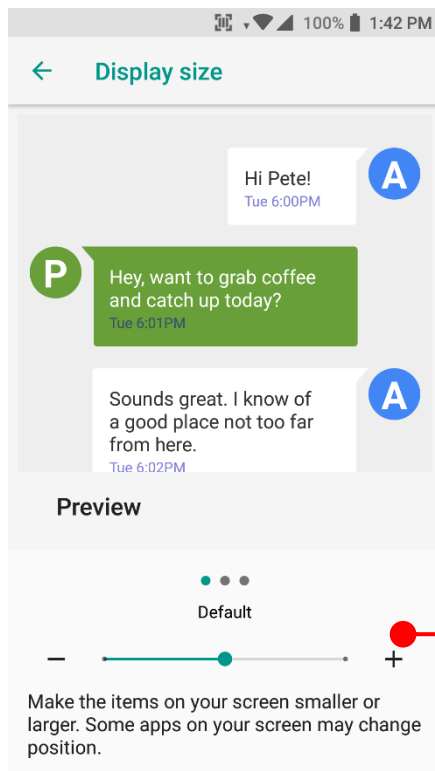 100% 1:42 PM
Display size
Hi Pete!
Tue 6:00PM
A
P
Hey, want to grab coffee
and catch up today?
Tue 6:01PM
A
Sounds great. I know of
a good place not too far
from here.
Tue 6:02PM
Preview
Default
Make the items on your screen smaller or
larger. Some apps on your screen may change
position.